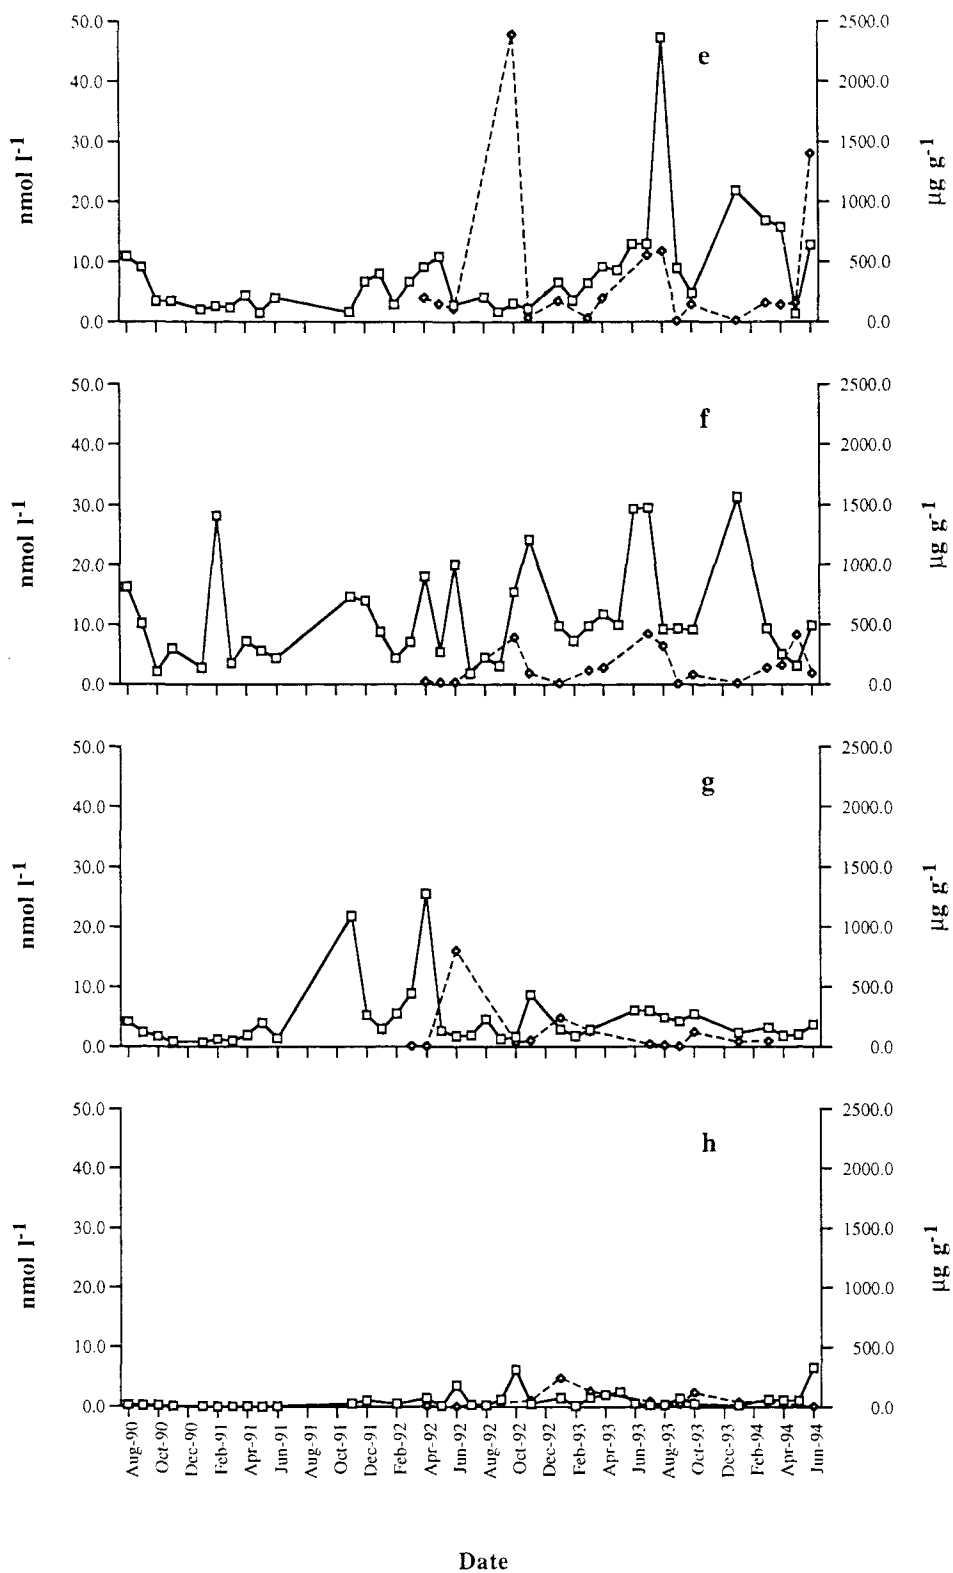 e
50.0 2500.0
40.0 2000.0
30.0 1500.0
20.0 1000.0
10.0 500.0
0.0 0.0
nmol l-1
µg g-1
f
50.0 2500.0
40.0 2000.0
30.0 1500.0
20.0 1000.0
10.0 500.0
0.0 0.0
nmol l-1
µg g-1
g
50.0 2500.0
40.0 2000.0
30.0 1500.0
20.0 1000.0
10.0 500.0
0.0 0.0
nmol l-1
µg g-1
h
50.0 2500.0
40.0 2000.0
30.0 1500.0
20.0 1000.0
10.0 500.0
0.0 0.0
nmol l-1
µg g-1
Aug-90
Oct-90
Dec-90
Feb-91
Apr-91
Jun-91
Aug-91
Oct-91
Dec-91
Feb-92
Apr-92
Jun-92
Aug-92
Oct-92
Dec-92
Feb-93
Apr-93
Jun-93
Aug-93
Oct-93
Dec-93
Feb-94
Apr-94
Jun-94
Date